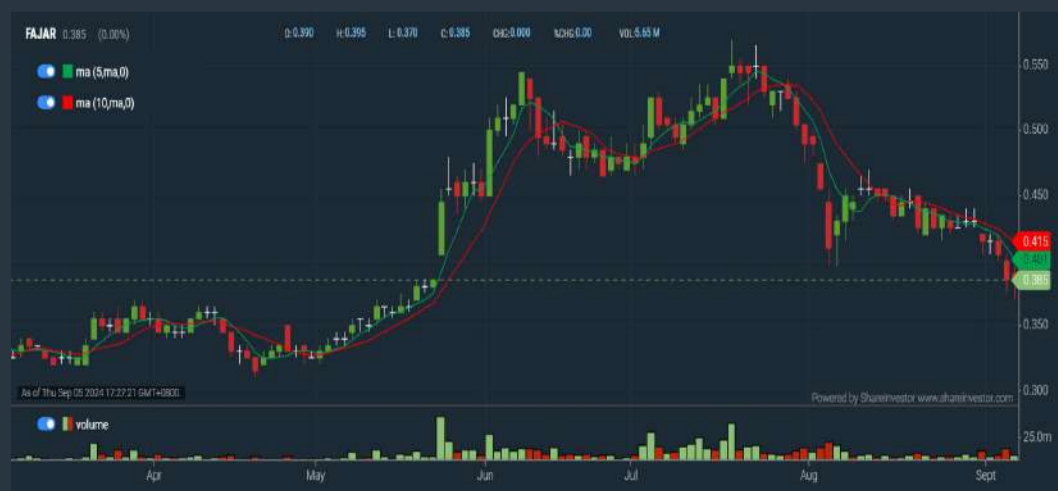 FAJAR 0.385 (0.00%) O:0.390 H:0.395 L: 0.370 C:0.385 CHG:0.000 %CHG:0.00 VOL:5.65 M
ma (5,ma,0)
ma (10,ma,0)
0.550
0.500
0.450
0.415
0.401
0.385
0.350
0.300
As of Thu Sep 05 2024 17:27:21 GMT+0800
Powered by ShareInvestor www.shareinvestor.com
volume
25.0m
Apr May Jun Jul Aug Sept